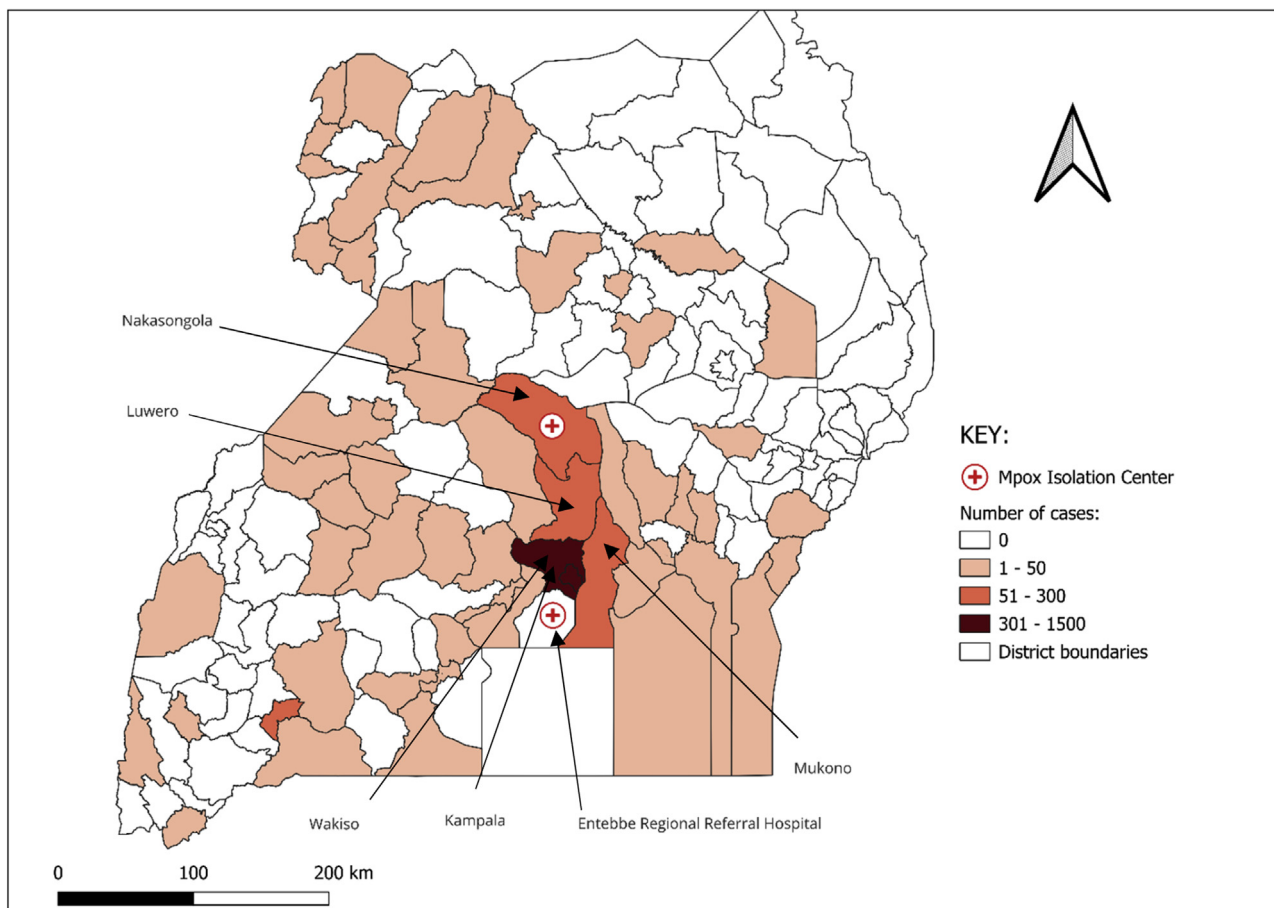 Nakasongola
Luwero
KEY:
Mpox Isolation Center
Number of cases:
0
1 - 50
51 - 300
301 - 1500
District boundaries
Mukono
Wakiso
Kampala
Entebbe Regional Referral Hospital
0 100 200 km